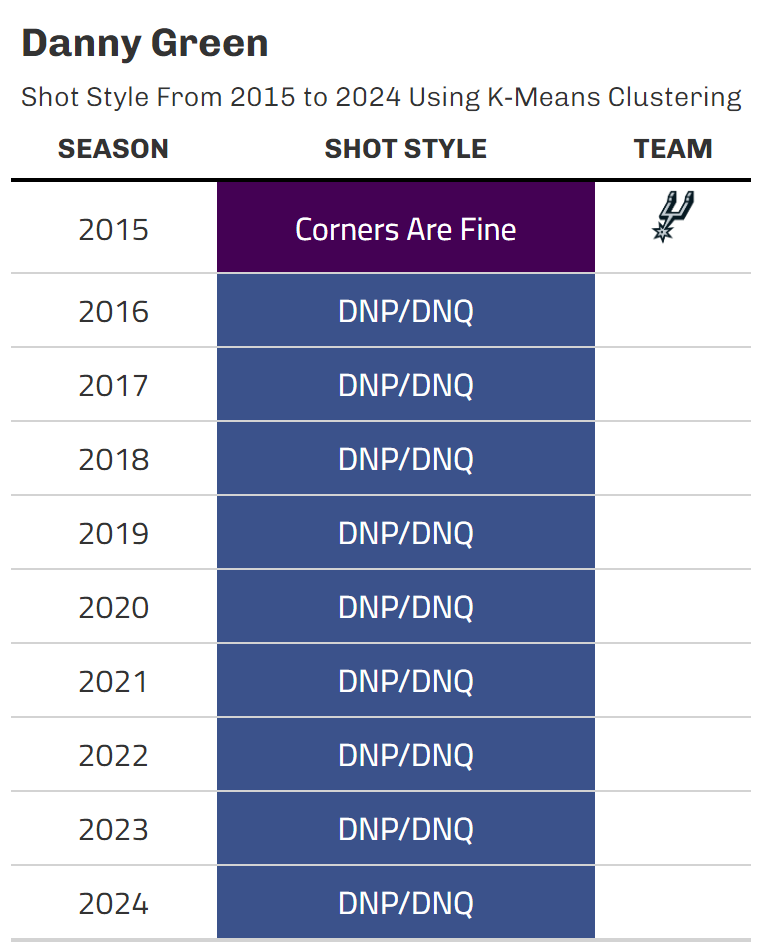 Danny Green
Shot Style From 2015 to 2024 Using K-Means Clustering
SEASON SHOT STYLE TEAM
2015 Corners Are Fine
2016 DNP/DNQ
2017 DNP/DNQ
2018 DNP/DNQ
2019 DNP/DNQ
2020 DNP/DNQ
2021 DNP/DNQ
2022 DNP/DNQ
2023 DNP/DNQ
2024 DNP/DNQ